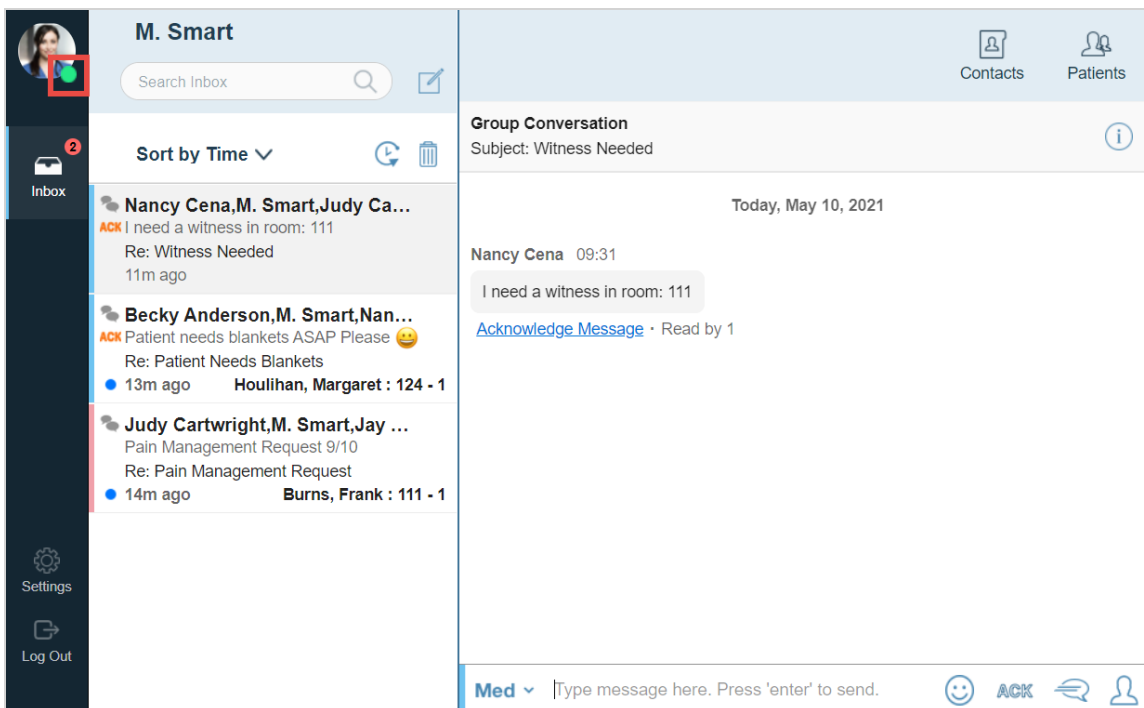 M. Smart
Search Inbox
Contacts
Patients
2
Inbox
Sort by Time
Nancy Cena,M. Smart,Judy Ca…
ACK I need a witness in room: 111
Re: Witness Needed
11m ago
Becky Anderson,M. Smart,Nan…
ACK Patient needs blankets ASAP Please 😀
Re: Patient Needs Blankets
13m ago Houlihan, Margaret : 124 - 1
Judy Cartwright,M. Smart,Jay …
Pain Management Request 9/10
Re: Pain Management Request
14m ago Burns, Frank : 111 - 1
Settings
Log Out
Group Conversation
Subject: Witness Needed
Today, May 10, 2021
Nancy Cena 09:31
I need a witness in room: 111
Acknowledge Message · Read by 1
Med Type message here. Press 'enter' to send. ACK